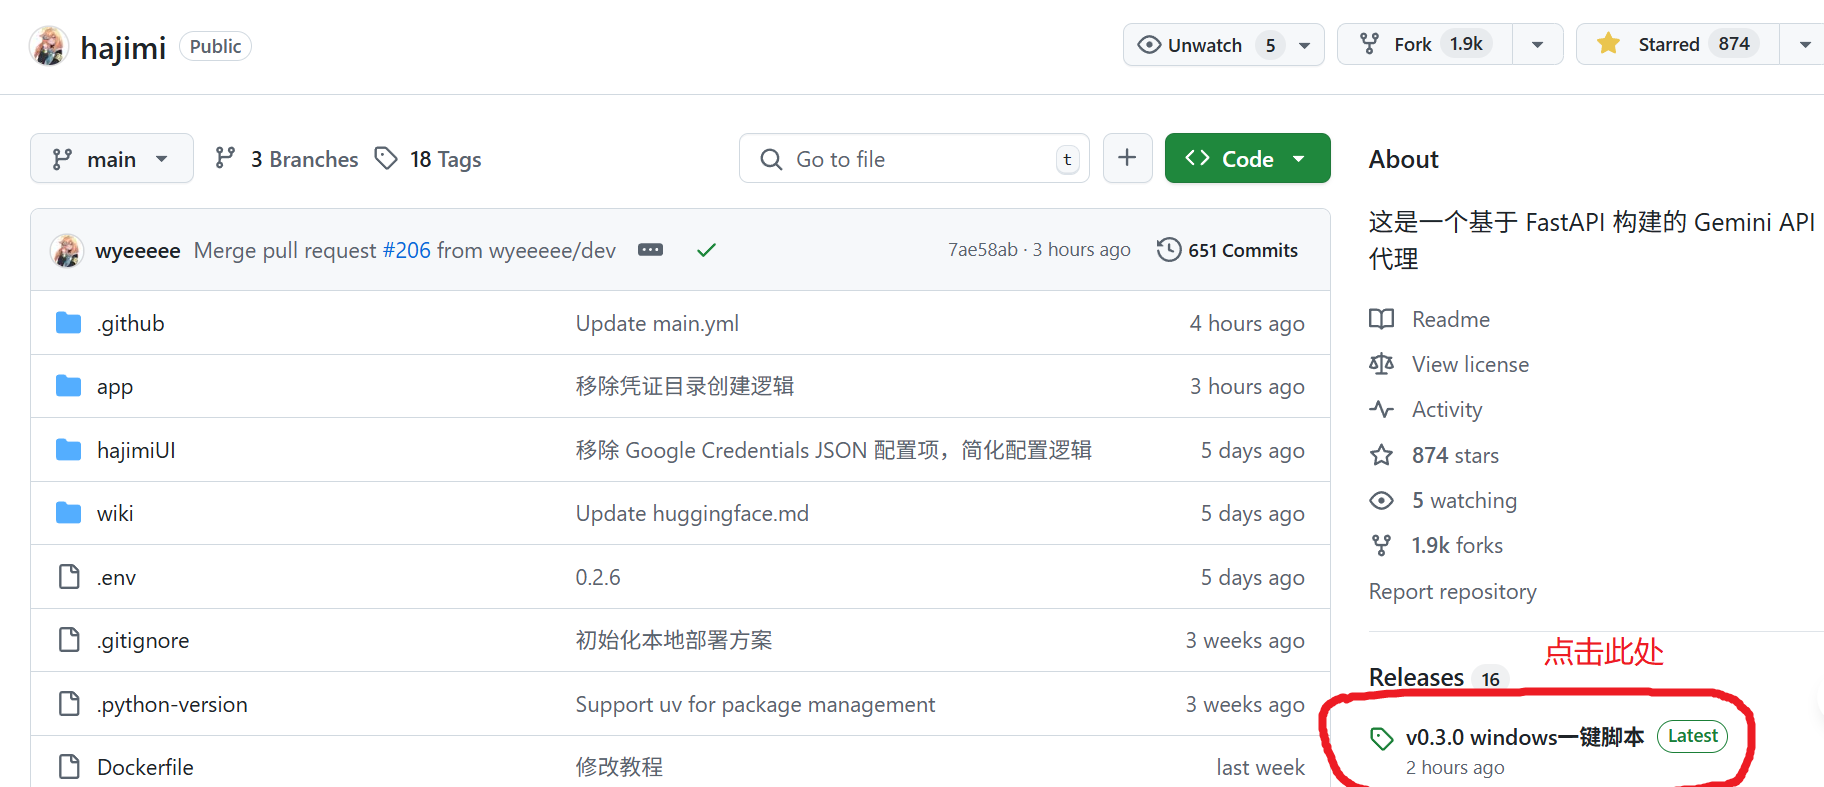 hajimi Public
Unwatch 5
Fork 1.9k
Starred 874
main
3 Branches
18 Tags
Go to file t
Code
wyeeeee Merge pull request #206 from wyeeeee/dev
7ae58ab · 3 hours ago
651 Commits
.github Update main.yml 4 hours ago
app 移除凭证目录创建逻辑 3 hours ago
hajimiUI 移除 Google Credentials JSON 配置项，简化配置逻辑 5 days ago
wiki Update huggingface.md 5 days ago
.env 0.2.6 5 days ago
.gitignore 初始化本地部署方案 3 weeks ago
.python-version Support uv for package management 3 weeks ago
Dockerfile 修改教程 last week
About
这是一个基于 FastAPI 构建的 Gemini API
代理
Readme
View license
Activity
874 stars
5 watching
1.9k forks
Report repository
点击此处
Releases 16
v0.3.0 windows一键脚本 Latest
2 hours ago